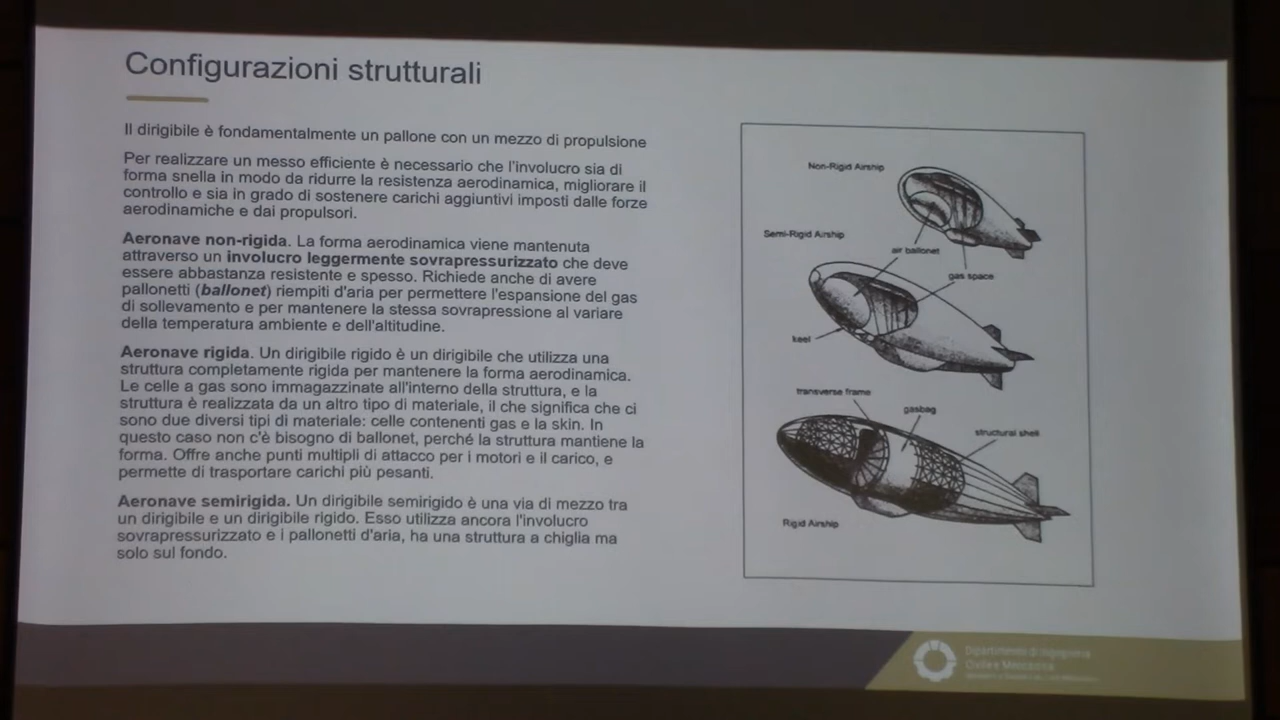 Configurazioni strutturali
Il dirigibile è fondamentalmente un pallone con un mezzo di propulsione
Per realizzare un messo efficiente è necessario che l'involucro sia di
forma snella in modo da ridurre la resistenza aerodinamica, migliorare il
controllo e sia in grado di sostenere carichi aggiuntivi imposti dalle forze
aerodinamiche e dai propulsori.
Aeronave non-rigida. La forma aerodinamica viene mantenuta
attraverso un involucro leggermente sovrapressurizzato che deve
essere abbastanza resistente e spesso. Richiede anche di avere
pallonetti (ballonet) riempiti d'aria per permettere l'espansione del gas
di sollevamento e per mantenere la stessa sovrapressione al variare
della temperatura ambiente e dell'altitudine.
Aeronave rigida. Un dirigibile rigido è un dirigibile che utilizza una
struttura completamente rigida per mantenere la forma aerodinamica.
Le celle a gas sono immagazzinate all'interno della struttura, e la
struttura è realizzata da un altro tipo di materiale, il che significa che ci
sono due diversi tipi di materiale: celle contenenti gas e la skin. In
questo caso non c'è bisogno di ballonet, perché la struttura mantiene la
forma. Offre anche punti multipli di attacco per i motori e il carico, e
permette di trasportare carichi più pesanti.
Aeronave semirigida. Un dirigibile semirigido è una via di mezzo tra
un dirigibile e un dirigibile rigido. Esso utilizza ancora l'involucro
sovrapressurizzato e i pallonetti d'aria, ha una struttura a chiglia ma
solo sul fondo.
Non-Rigid Airship
Semi-Rigid Airship
air ballonet
gas space
keel
transverse frame
gasbag
structural shell
Rigid Airship
Dipartimento di Ingegneria
Civile e Meccanica